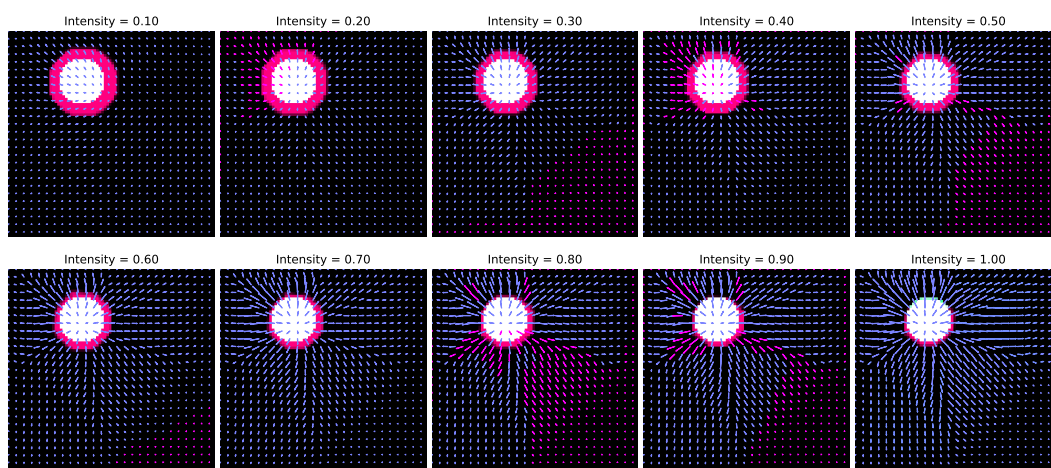 Intensity = 0.10
Intensity = 0.20
Intensity = 0.30
Intensity = 0.40
Intensity = 0.50
Intensity = 0.60
Intensity = 0.70
Intensity = 0.80
Intensity = 0.90
Intensity = 1.00